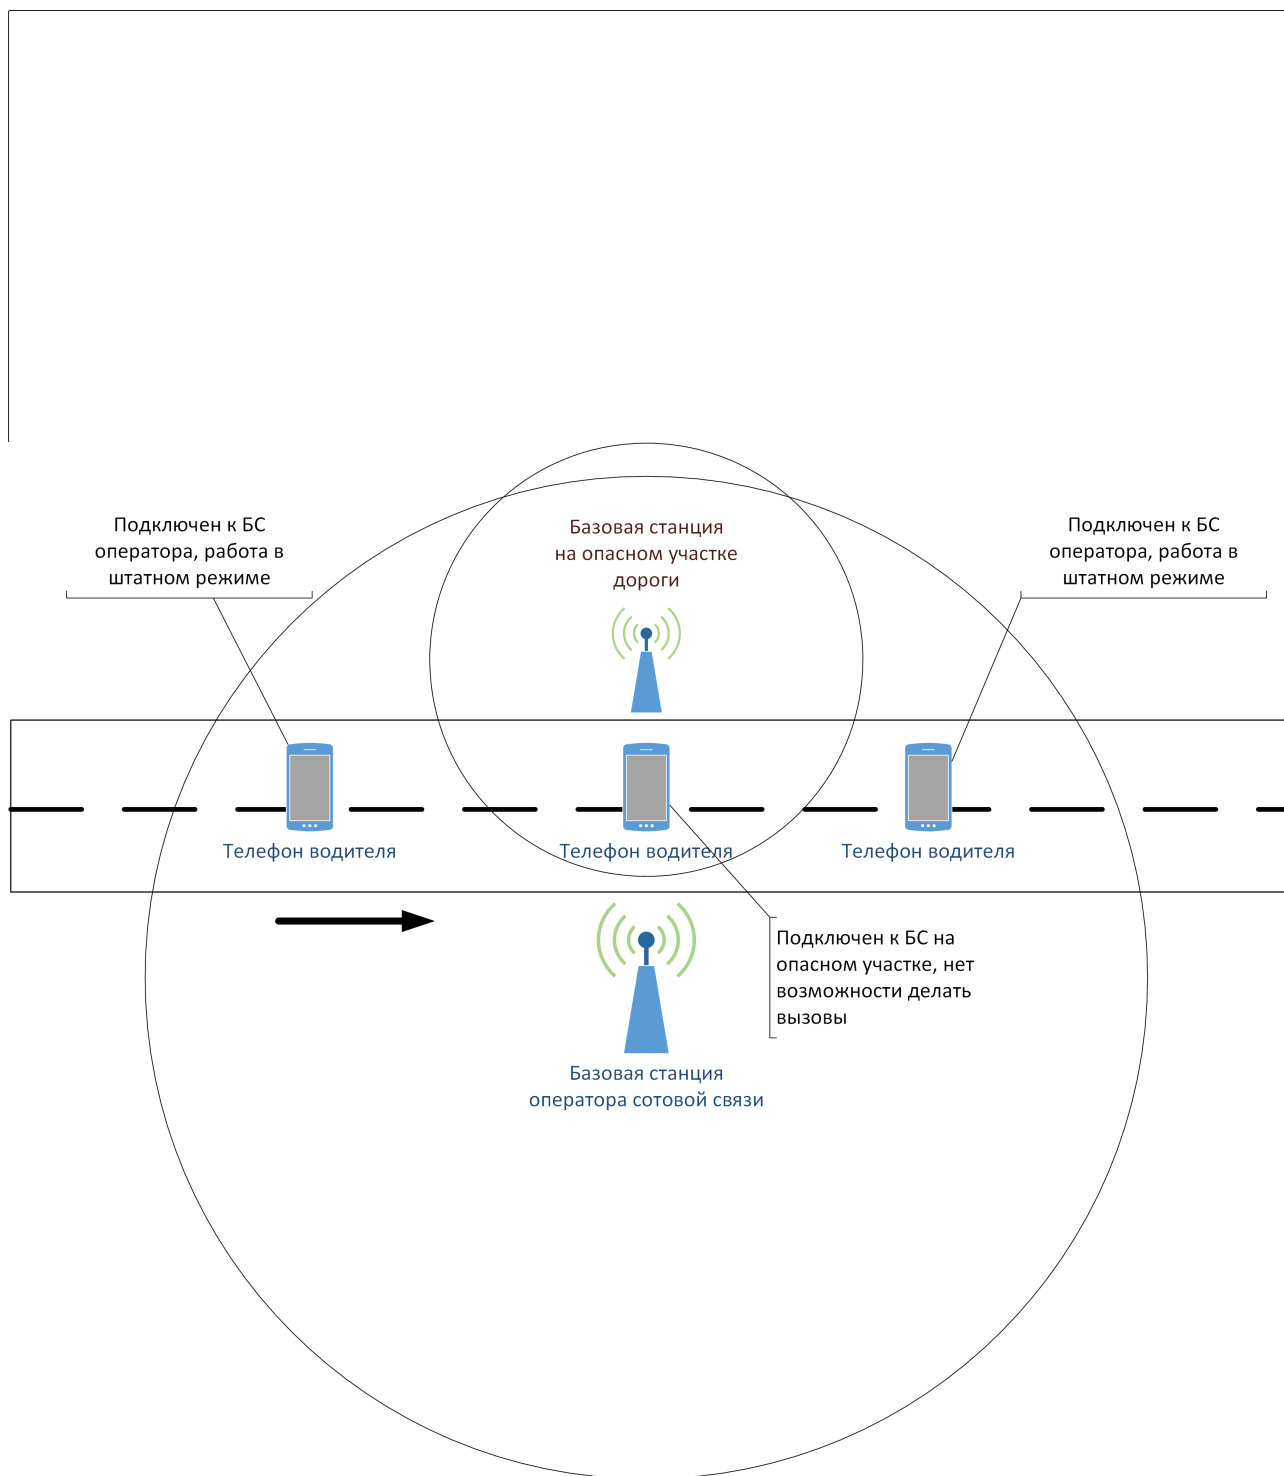 Подключен к БС
оператора, работа в
штатном режиме
Базовая станция
на опасном участке
дороги
Подключен к БС
оператора, работа в
штатном режиме
Телефон водителя
Телефон водителя
Телефон водителя
Подключен к БС на
опасном участке, нет
возможности делать
вызовы
Базовая станция
оператора сотовой связи